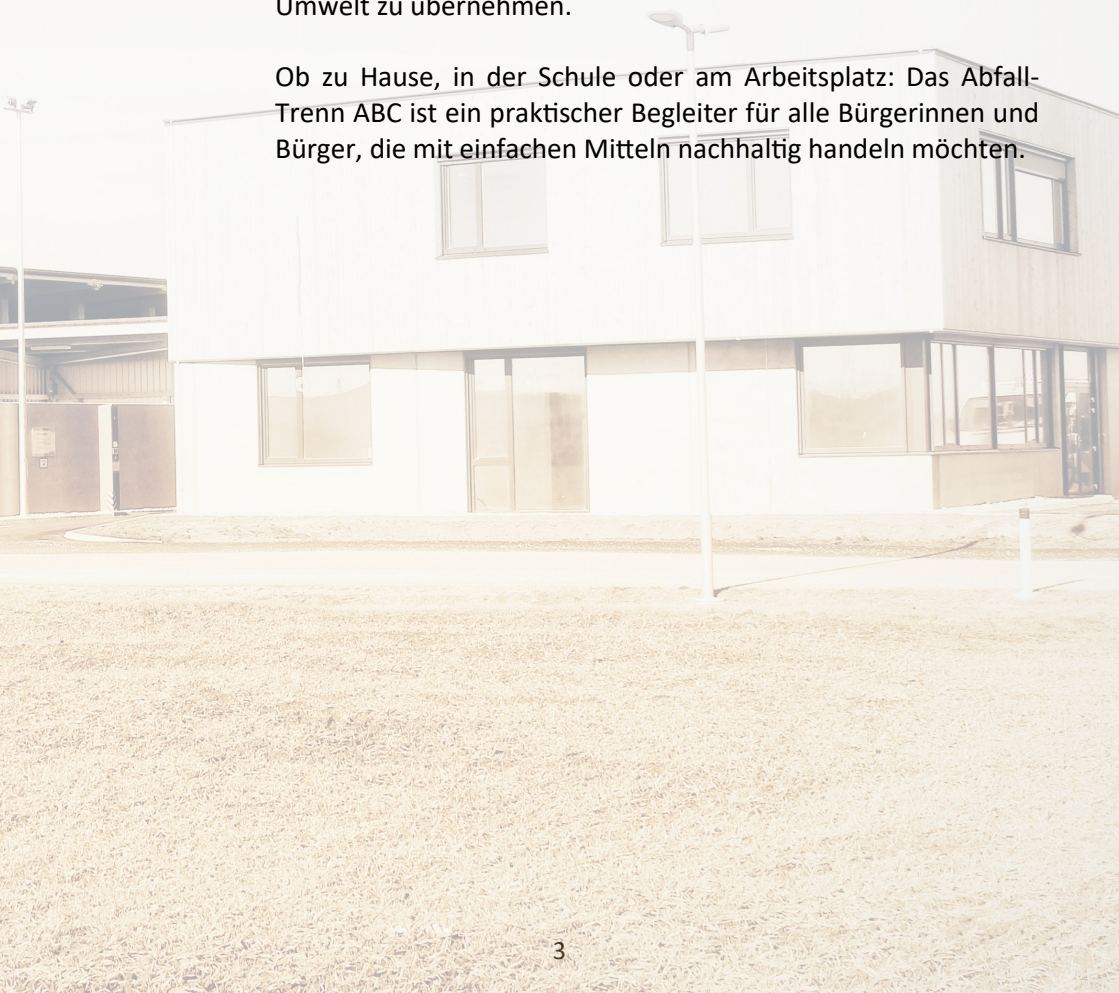 Umwelt zu übernehmen.
Ob zu Hause, in der Schule oder am Arbeitsplatz: Das Abfall-
Trenn ABC ist ein praktischer Begleiter für alle Bürgerinnen und
Bürger, die mit einfachen Mitteln nachhaltig handeln möchten.
3